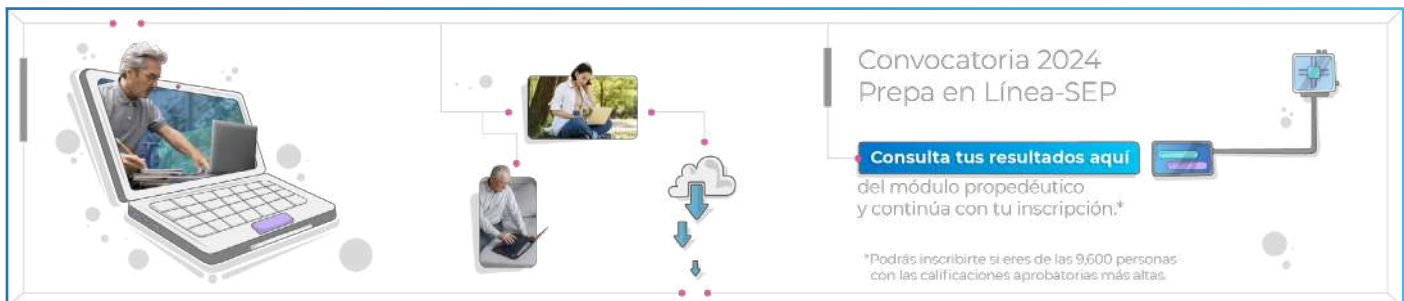 Convocatoria 2024
Prepa en Línea-SEP
Consulta tus resultados aquí
del módulo propedéutico
y continúa con tu inscripción.*
*Podrás inscribirte si eres de las 9,600 personas
con las calificaciones aprobatorias más altas.